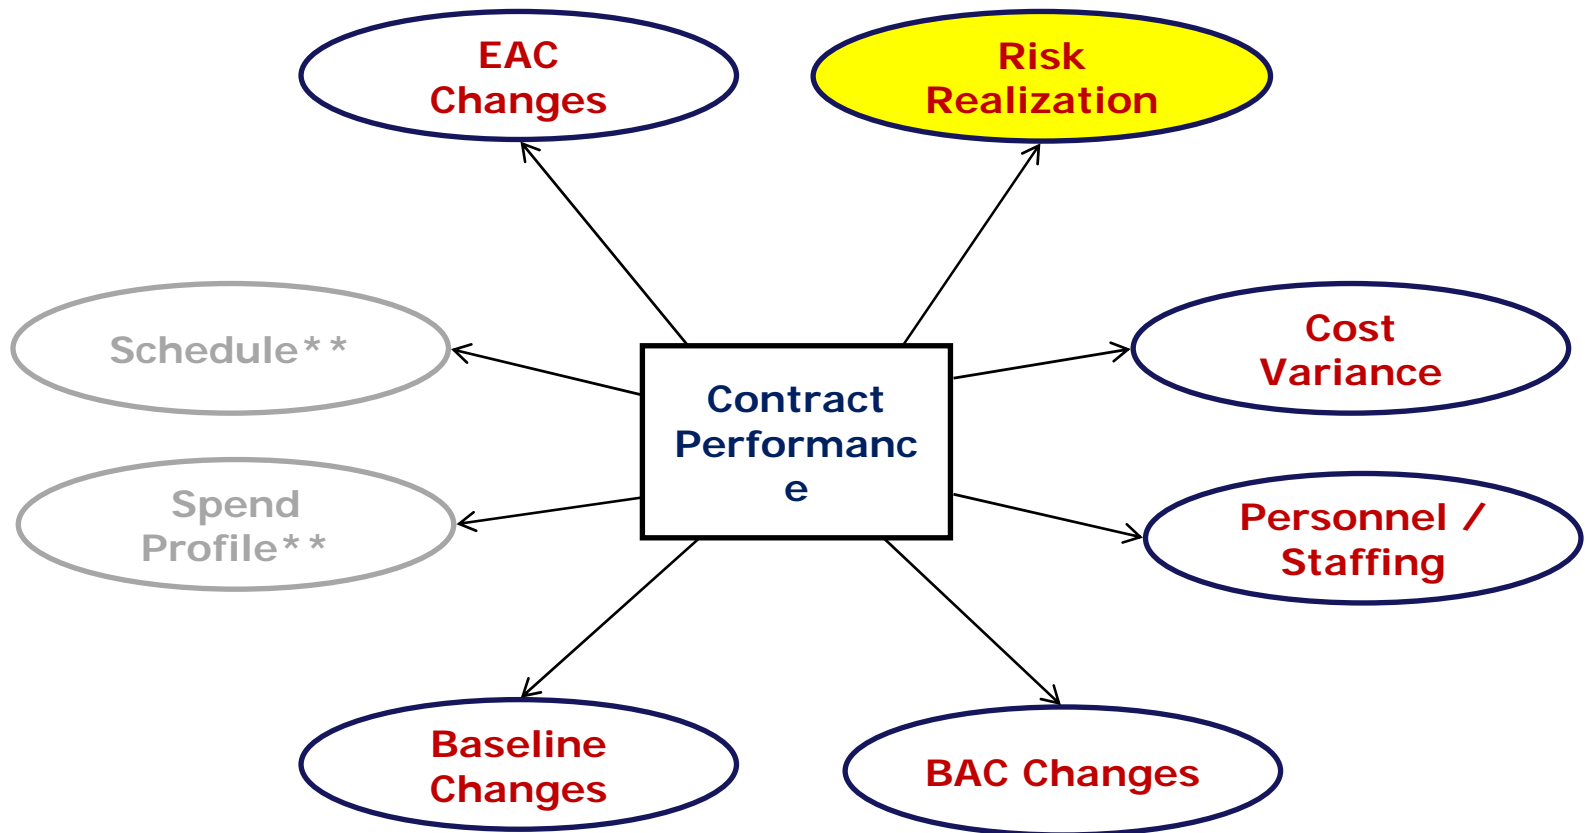 EAC
Changes
Risk
Realization
Schedule**
Cost
Variance
Contract
Performanc
e
Spend
Profile**
Personnel /
Staffing
Baseline
Changes
BAC Changes